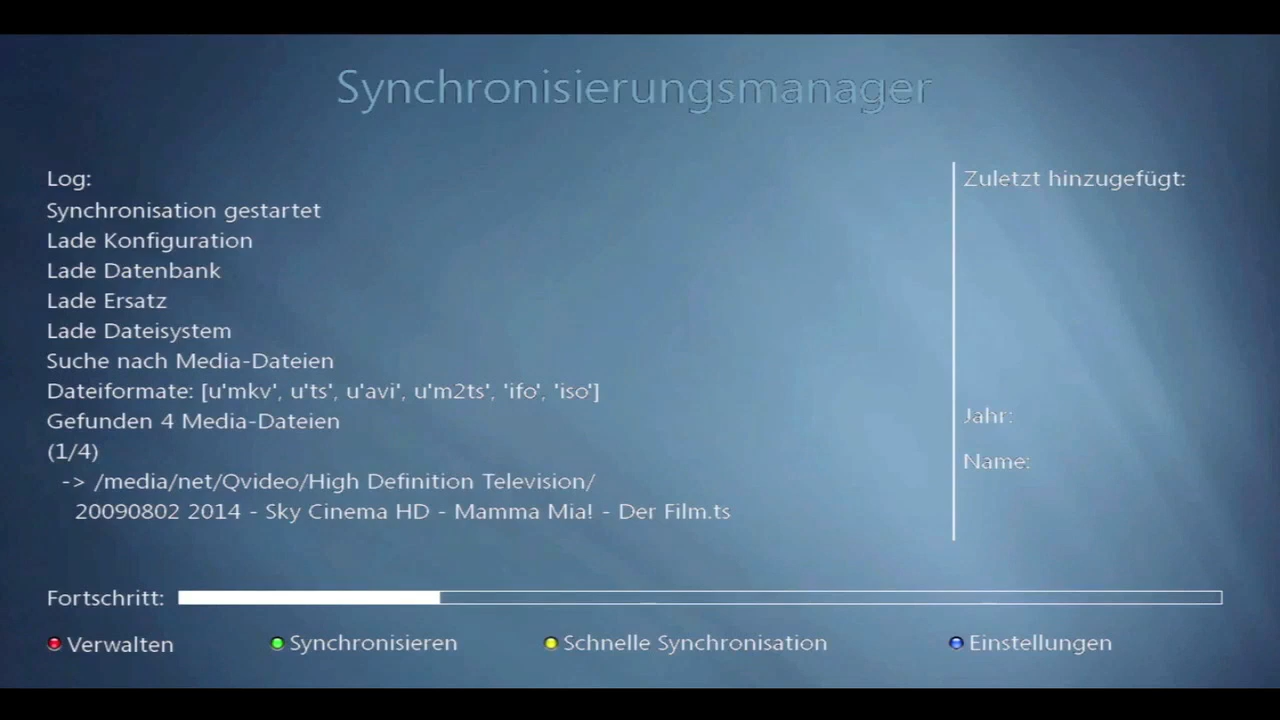 Synchronisierungsmanager
Log:
Synchronisation gestartet
Lade Konfiguration
Lade Datenbank
Lade Ersatz
Lade Dateisystem
Suche nach Media-Dateien
Dateiformate: [u'mkv', u'ts', u'avi', u'm2ts', 'ifo', 'iso']
Gefunden 4 Media-Dateien
(1/4)
-> /media/net/Qvideo/High Definition Television/
20090802 2014 - Sky Cinema HD - Mamma Mia! - Der Film.ts
Zuletzt hinzugefügt:
Jahr:
Name:
Fortschritt:
Verwalten
Synchronisieren
Schnelle Synchronisation
Einstellungen